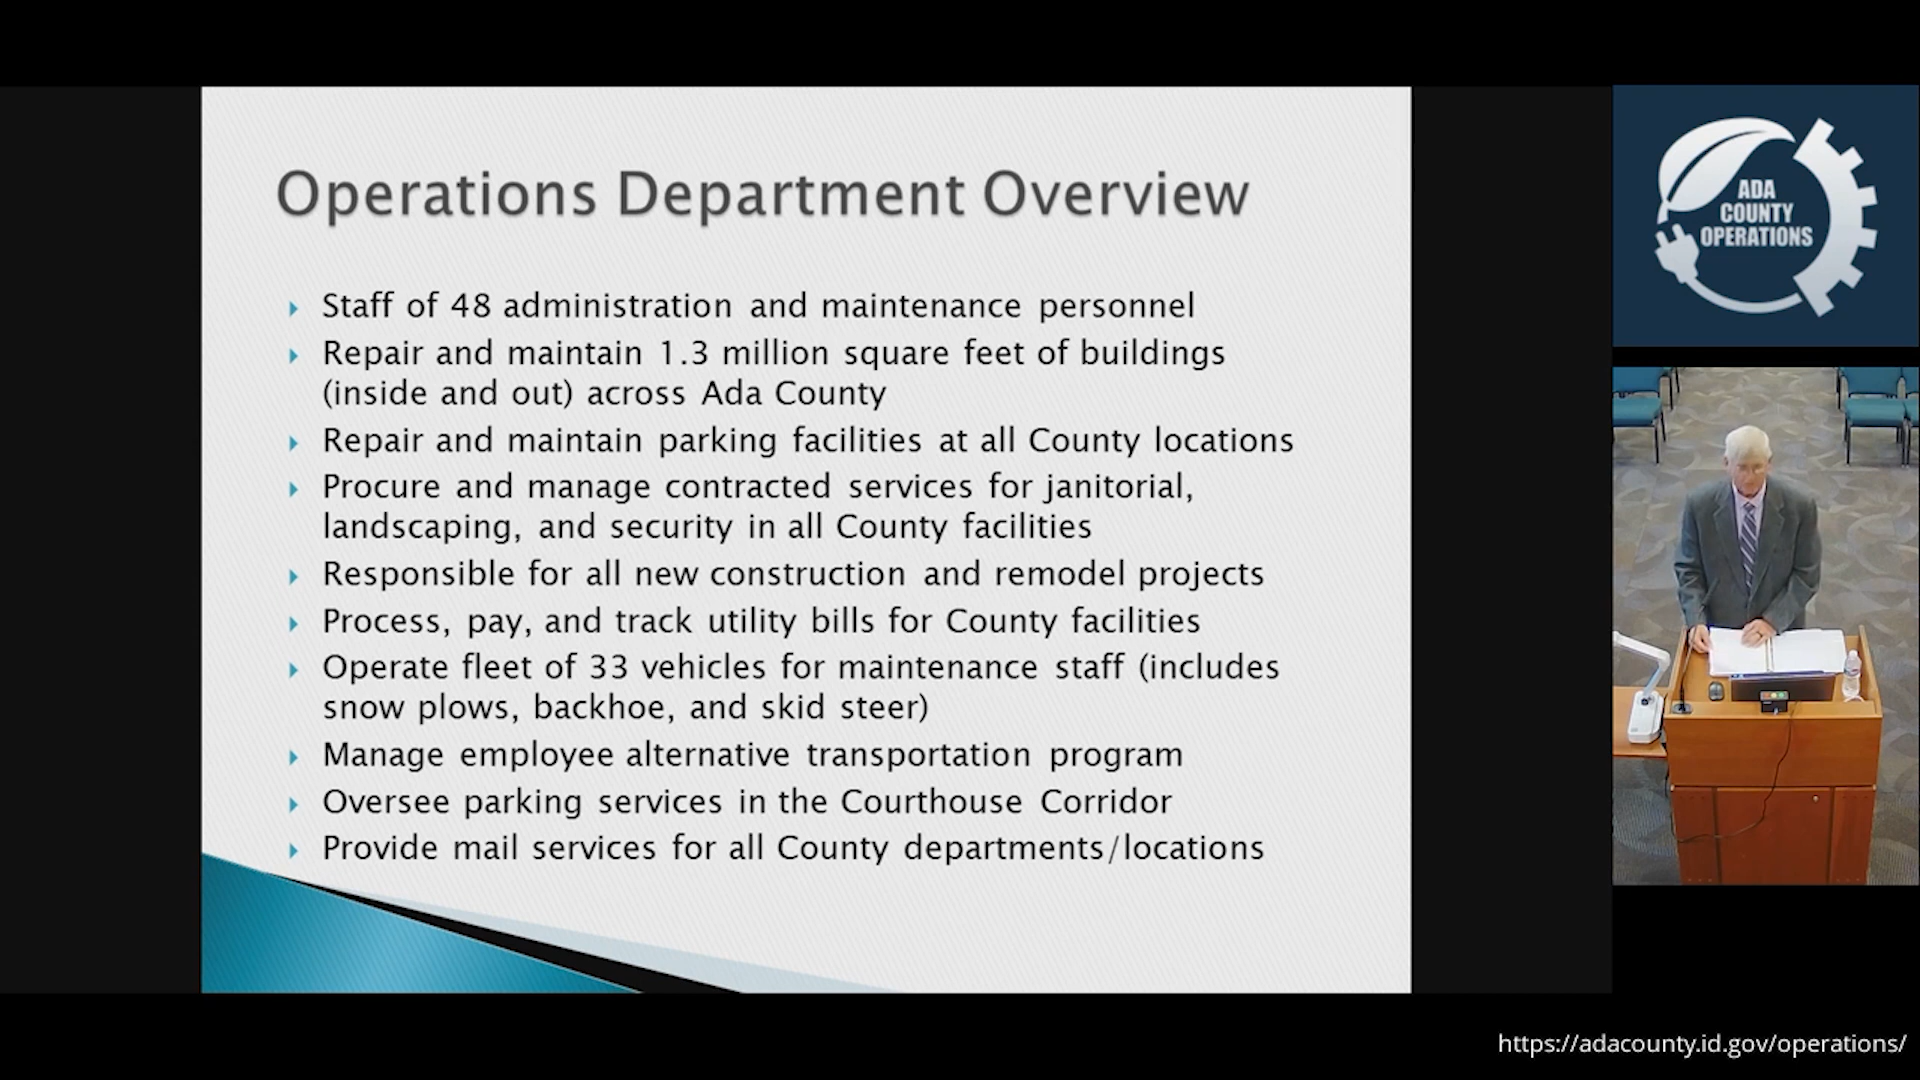 Operations Department Overview
Staff of 48 administration and maintenance personnel
Repair and maintain 1.3 million square feet of buildings
(inside and out) across Ada County
Repair and maintain parking facilities at all County locations
Procure and manage contracted services for janitorial,
landscaping, and security in all County facilities
Responsible for all new construction and remodel projects
Process, pay, and track utility bills for County facilities
Operate fleet of 33 vehicles for maintenance staff (includes
snow plows, backhoe, and skid steer)
Manage employee alternative transportation program
Oversee parking services in the Courthouse Corridor
Provide mail services for all County departments/locations
ADA
COUNTY
OPERATIONS
https://adacounty.id.gov/operations/